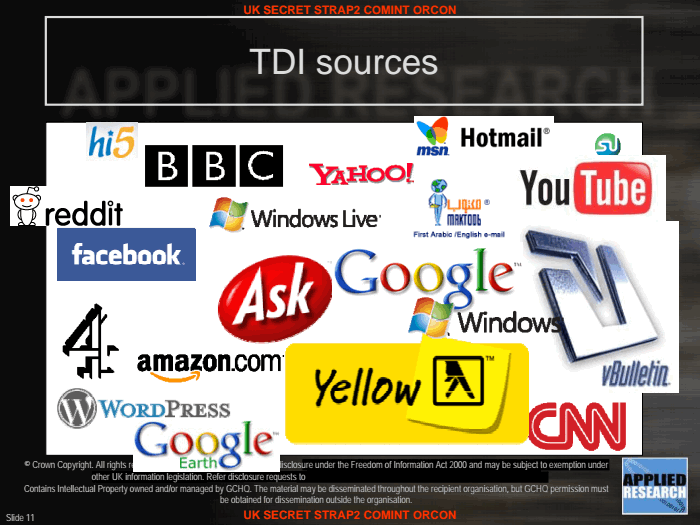 UK SECRET STRAP2 COMINT ORCON
TDI sources
APPLIED RESEARCH
hi5
BBC
YAHOO!
msn Hotmail®
YouTube™
reddit
Windows Live™
مكتوب ®
MAKTOOB
First Arabic /English e-mail
facebook
Ask
Google™
Windows
4
amazon.com
Yellow ™
vBulletin
WORDPRESS
Google™
Earth
CNN
© Crown Copyright. All rights disclosure under the Freedom of Information Act 2000 and may be subject to exemption under
other UK information legislation. Refer disclosure requests to
Contains Intellectual Property owned and/or managed by GCHQ. The material may be disseminated throughout the recipient organisation, but GCHQ permission must
be obtained for dissemination outside the organisation.
APPLIED
RESEARCH
Slide 11
UK SECRET STRAP2 COMINT ORCON